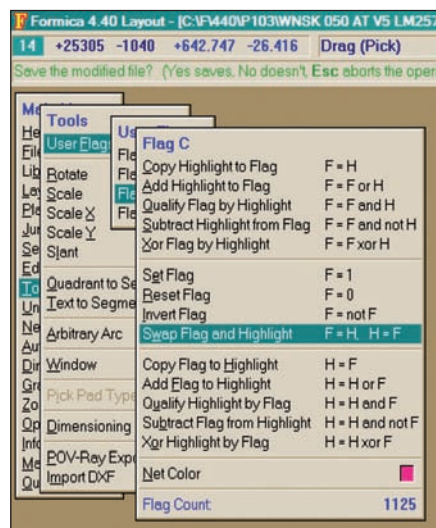 Formica 4.40 Layout - [C:\FV440\P103\WNSK 050 AT V5 LM257
14 +25305 -1040 +642.747 -26.416 Drag (Pick)
Save the modified file? (Yes saves, No doesn't, Esc aborts the oper
Tools
User Flags
Rotate
Scale
Scale X
Scale Y
Slant
Quadrant to Se
Text to Segme
Arbitrary Arc
Window
Pick Pad Type
Dimensioning
POV-Ray Expo
Import DXF
Flag C
Copy Highlight to Flag F = H
Add Highlight to Flag F = F or H
Qualify Flag by Highlight F = F and H
Subtract Highlight from Flag F = F and not H
Xor Flag by Highlight F = F xor H
Set Flag F = 1
Reset Flag F = 0
Invert Flag F = not F
Swap Flag and Highlight F = H, H = F
Copy Flag to Highlight H = F
Add Flag to Highlight H = H or F
Qualify Highlight by Flag H = H and F
Subtract Flag from Highlight H = H and not F
Xor Highlight by Flag H = H xor F
Net Color
Flag Count 1125